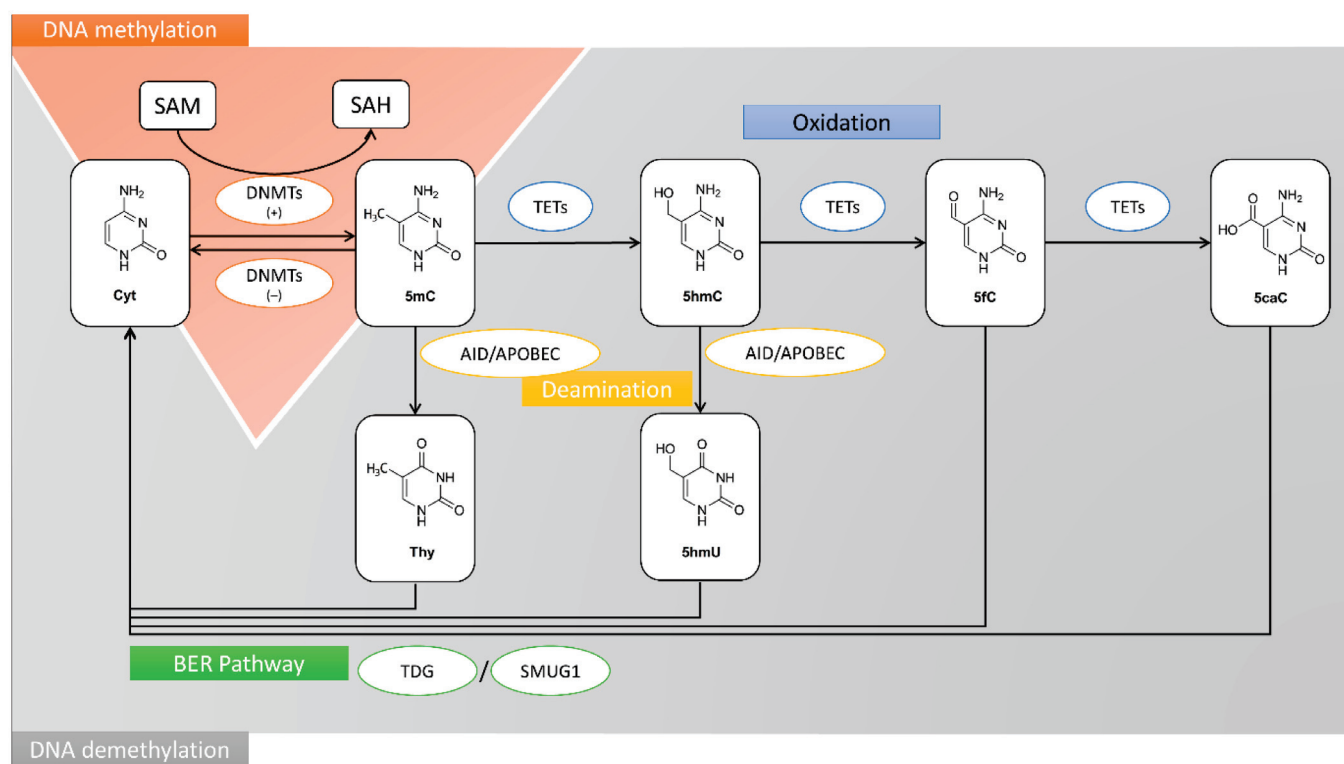 DNA methylation
SAM
SAH
Oxidation
NH₂
N
N
H
O
Cyt
DNMTs
(+)
DNMTs
(–)
NH₂
H₃C
N
N
H
O
5mC
TETs
HO
NH₂
N
N
H
O
5hmC
TETs
O
NH₂
N
N
H
O
5fC
TETs
O
NH₂
HO
N
N
H
O
5caC
AID/APOBEC
AID/APOBEC
Deamination
O
H₃C
NH
N
H
O
Thy
HO
O
NH
N
H
O
5hmU
BER Pathway
TDG
/
SMUG1
DNA demethylation